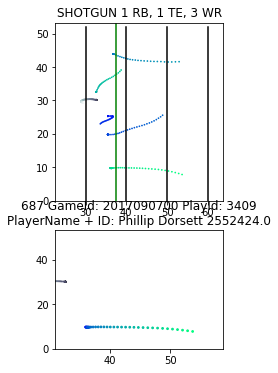 SHOTGUN 1 RB, 1 TE, 3 WR
50
40
30
20
10
0
30 40 50 60
687 GameId: 2017090700 PlayId: 3409
PlayerName + ID: Phillip Dorsett 2552424.0
40
20
0
40 50